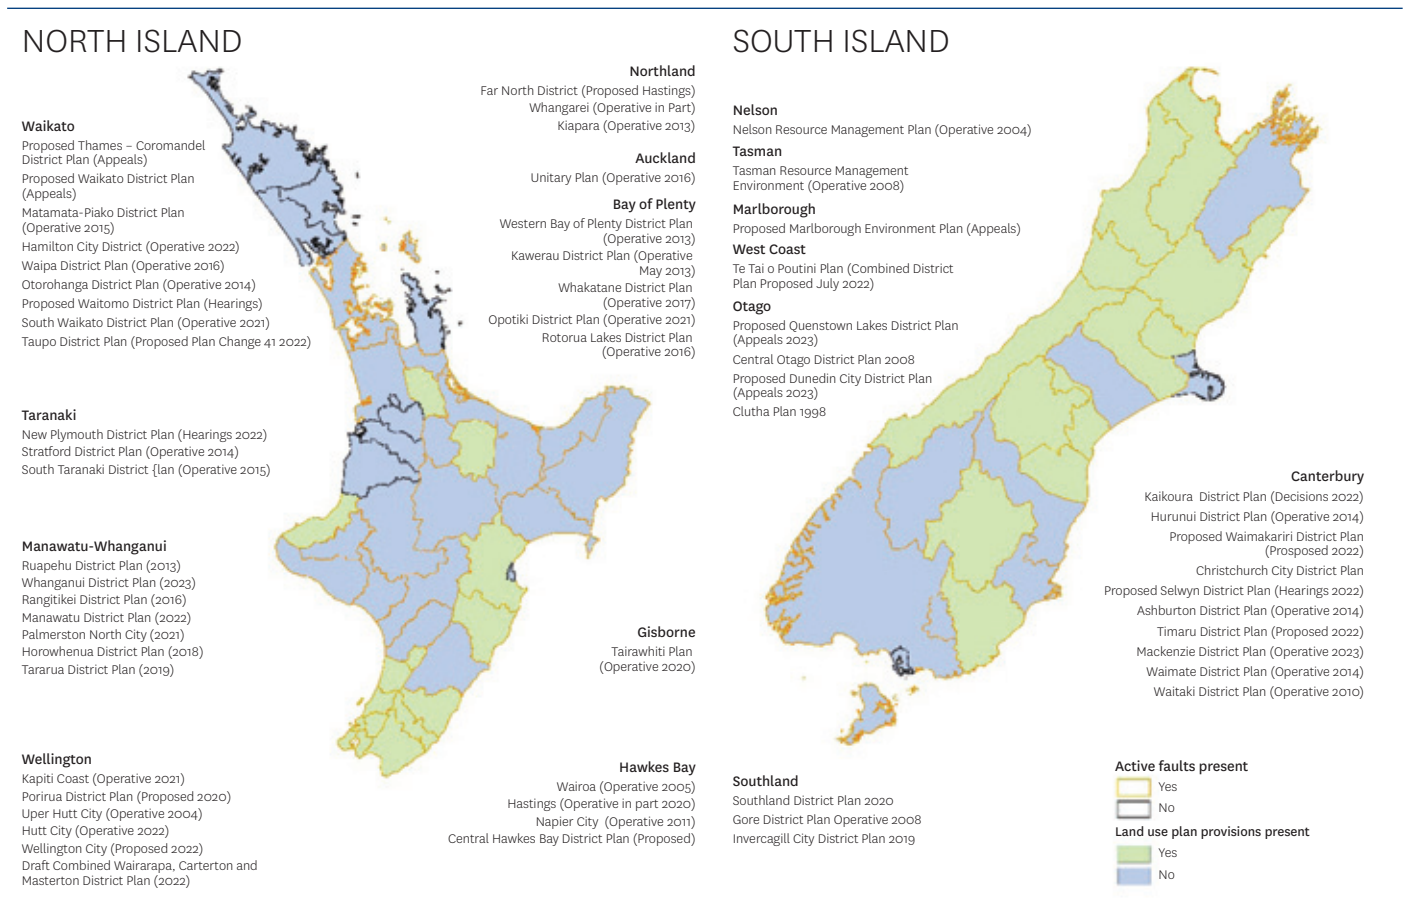 NORTH ISLAND
Waikato
Proposed Thames – Coromandel
District Plan (Appeals)
Proposed Waikato District Plan
(Appeals)
Matamata-Piako District Plan
(Operative 2015)
Hamilton City District (Operative 2022)
Waipa District Plan (Operative 2016)
Otorohanga District Plan (Operative 2014)
Proposed Waitomo District Plan (Hearings)
South Waikato District Plan (Operative 2021)
Taupo District Plan (Proposed Plan Change 41 2022)
Taranaki
New Plymouth District Plan (Hearings 2022)
Stratford District Plan (Operative 2014)
South Taranaki District {lan (Operative 2015)
Manawatu-Whanganui
Ruapehu District Plan (2013)
Whanganui District Plan (2023)
Rangitikei District Plan (2016)
Manawatu District Plan (2022)
Palmerston North City (2021)
Horowhenua District Plan (2018)
Tararua District Plan (2019)
Wellington
Kapiti Coast (Operative 2021)
Porirua District Plan (Proposed 2020)
Uper Hutt City (Operative 2004)
Hutt City (Operative 2022)
Wellington City (Proposed 2022)
Draft Combined Wairarapa, Carterton and
Masterton District Plan (2022)
Northland
Far North District (Proposed Hastings)
Whangarei (Operative in Part)
Kiapara (Operative 2013)
Auckland
Unitary Plan (Operative 2016)
Bay of Plenty
Western Bay of Plenty District Plan
(Operative 2013)
Kawerau District Plan (Operative
May 2013)
Whakatane District Plan
(Operative 2017)
Opotiki District Plan (Operative 2021)
Rotorua Lakes District Plan
(Operative 2016)
Gisborne
Tairawhiti Plan
(Operative 2020)
Hawkes Bay
Wairoa (Operative 2005)
Hastings (Operative in part 2020)
Napier City (Operative 2011)
Central Hawkes Bay District Plan (Proposed)
SOUTH ISLAND
Nelson
Nelson Resource Management Plan (Operative 2004)
Tasman
Tasman Resource Management
Environment (Operative 2008)
Marlborough
Proposed Marlborough Environment Plan (Appeals)
West Coast
Te Tai o Poutini Plan (Combined District
Plan Proposed July 2022)
Otago
Proposed Quenstown Lakes District Plan
(Appeals 2023)
Central Otago District Plan 2008
Proposed Dunedin City District Plan
(Appeals 2023)
Clutha Plan 1998
Southland
Southland District Plan 2020
Gore District Plan Operative 2008
Invercagill City District Plan 2019
Canterbury
Kaikoura District Plan (Decisions 2022)
Hurunui District Plan (Operative 2014)
Proposed Waimakariri District Plan
(Prosposed 2022)
Christchurch City District Plan
Proposed Selwyn District Plan (Hearings 2022)
Ashburton District Plan (Operative 2014)
Timaru District Plan (Proposed 2022)
Mackenzie District Plan (Operative 2023)
Waimate District Plan (Operative 2014)
Waitaki District Plan (Operative 2010)
Active faults present
Yes
No
Land use plan provisions present
Yes
No